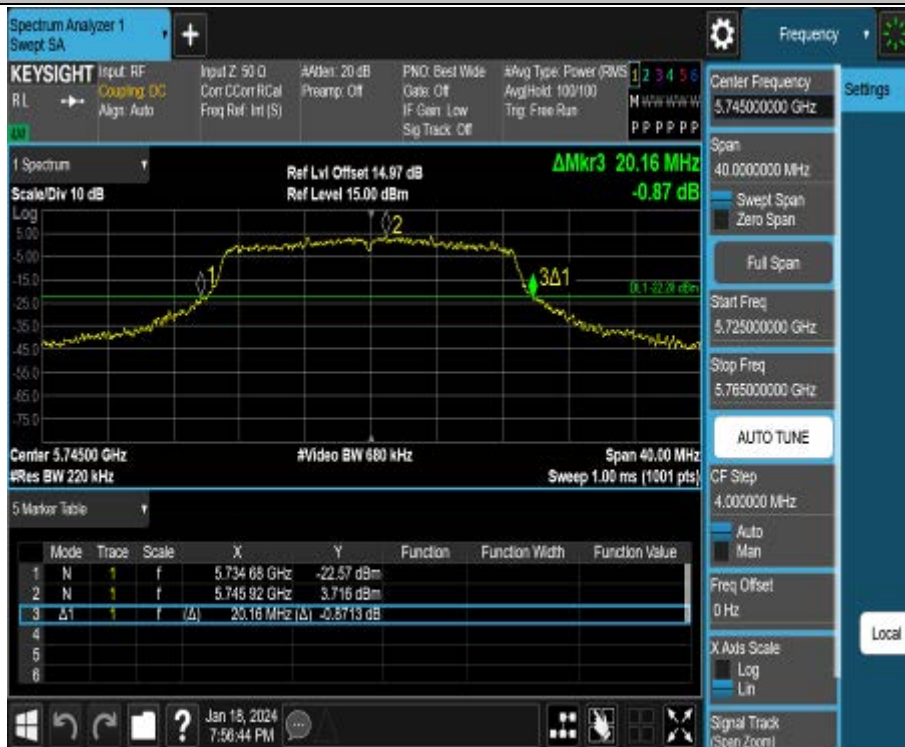 Spectrum Analyzer 1
Swept SA
+
Frequency
KEYSIGHT
RL
Input: RF
Coupling: DC
Align: Auto
Input Z: 50 Ω
Corr CCorr RCal
Freq Ref: Int (S)
#Atten: 20 dB
Preamp: Off
PNO: Best Wide
Gate: Off
IF Gain: Low
Sig Track: Off
#Avg Type: Power (RMS
Avg|Hold: 100/100
Trig: Free Run
1 2 3 4 5 6
M W W W W W
P P P P P P
1 Spectrum
Scale/Div 10 dB
Ref Lvl Offset 14.97 dB
Ref Level 15.00 dBm
ΔMkr3 20.16 MHz
-0.87 dB
Log
5.00
-5.00
-15.0
-25.0
-35.0
-45.0
-55.0
-65.0
-75.0
1
2
3Δ1
DL1 -22.28 dBm
Center 5.74500 GHz
#Res BW 220 kHz
#Video BW 680 kHz
Span 40.00 MHz
Sweep 1.00 ms (1001 pts)
5 Marker Table
Mode Trace Scale X Y Function Function Width Function Value
1 N 1 f 5.734 68 GHz -22.57 dBm
2 N 1 f 5.745 92 GHz 3.716 dBm
3 Δ1 1 f (Δ) 20.16 MHz (Δ) -0.8713 dB
4
5
6
Jan 18, 2024
7:56:44 PM
?
Center Frequency
5.745000000 GHz
Settings
Span
40.0000000 MHz
Swept Span
Zero Span
Full Span
Start Freq
5.725000000 GHz
Stop Freq
5.765000000 GHz
AUTO TUNE
CF Step
4.000000 MHz
Auto
Man
Freq Offset
0 Hz
X Axis Scale
Log
Lin
Signal Track
(Span Zoom)
Local